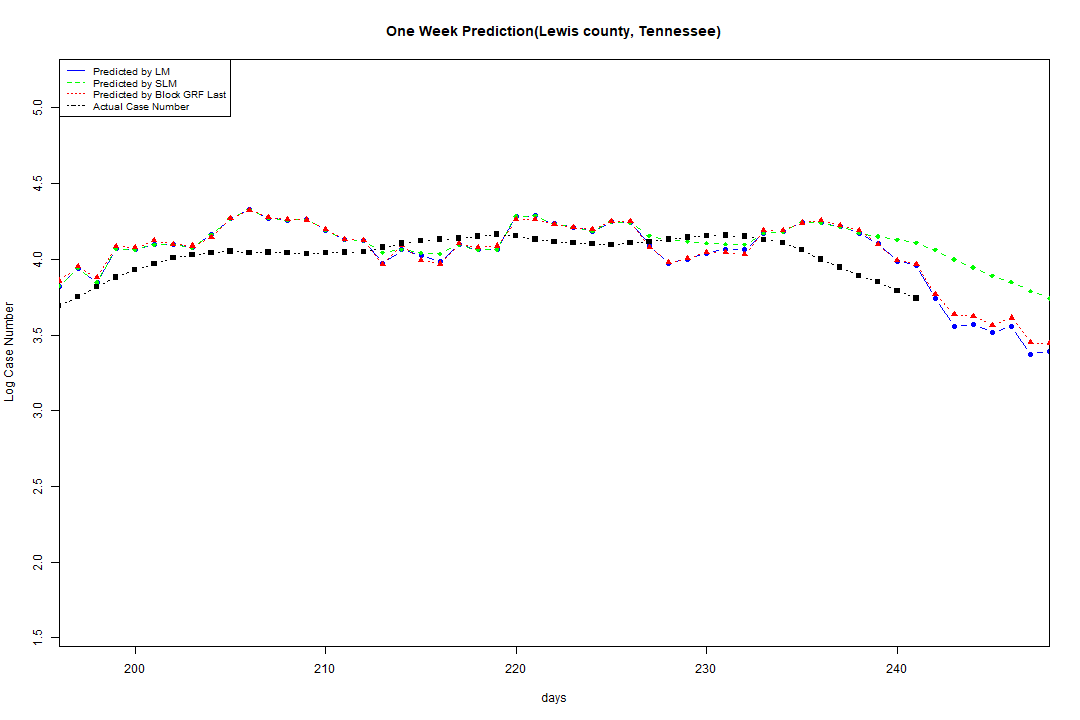 One Week Prediction(Lewis county, Tennessee)
Predicted by LM
Predicted by SLM
Predicted by Block GRF Last
Actual Case Number
5.0
4.5
4.0
3.5
3.0
2.5
2.0
1.5
Log Case Number
200 210 220 230 240
days